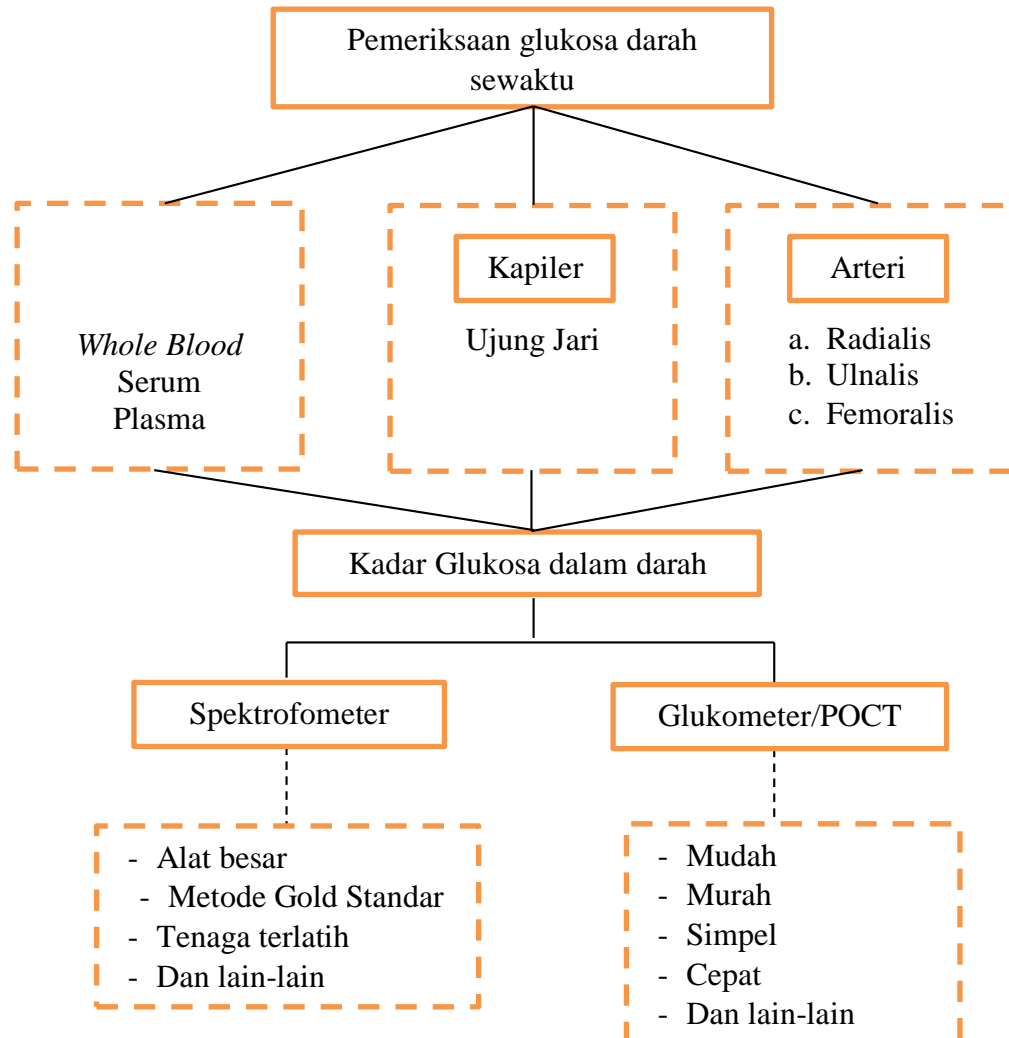 Pemeriksaan glukosa darah
sewaktu
Whole Blood
Serum
Plasma
Kapiler
Ujung Jari
Arteri
a. Radialis
b. Ulnalis
c. Femoralis
Kadar Glukosa dalam darah
Spektrofometer
Glukometer/POCT
- Alat besar
- Metode Gold Standar
- Tenaga terlatih
- Dan lain-lain
- Mudah
- Murah
- Simpel
- Cepat
- Dan lain-lain